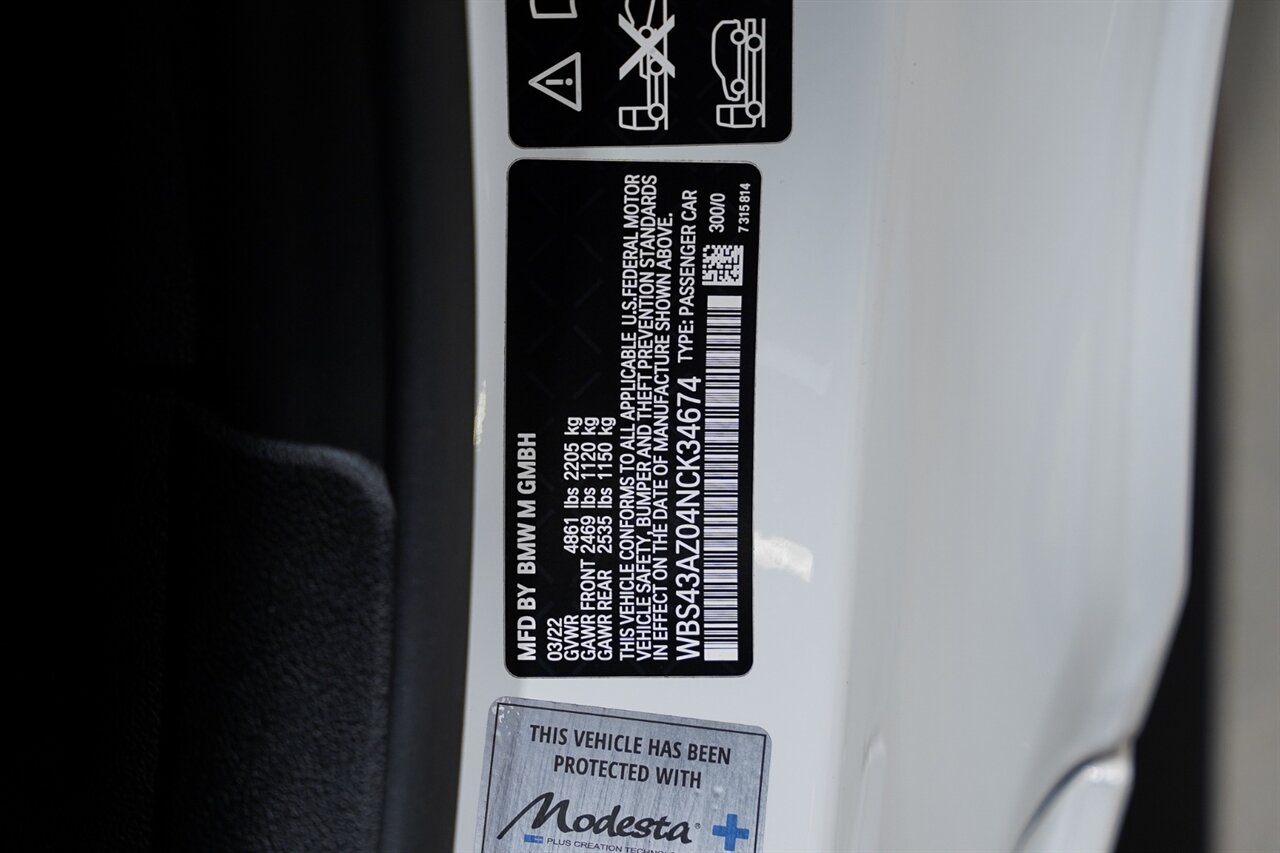 MFD BY BMW M GMBH
03/22
GVWR 4861 lbs 2205 kg
GAWR FRONT 2469 lbs 1120 kg
GAWR REAR 2535 lbs 1150 kg
THIS VEHICLE CONFORMS TO ALL APPLICABLE U.S.FEDERAL MOTOR
VEHICLE SAFETY, BUMPER AND THEFT PREVENTION STANDARDS
IN EFFECT ON THE DATE OF MANUFACTURE SHOWN ABOVE.
WBS43AZ04NCK34674 TYPE: PASSENGER CAR
300/0
7315814
THIS VEHICLE HAS BEEN
PROTECTED WITH
Modesta®
PLUS CREATION